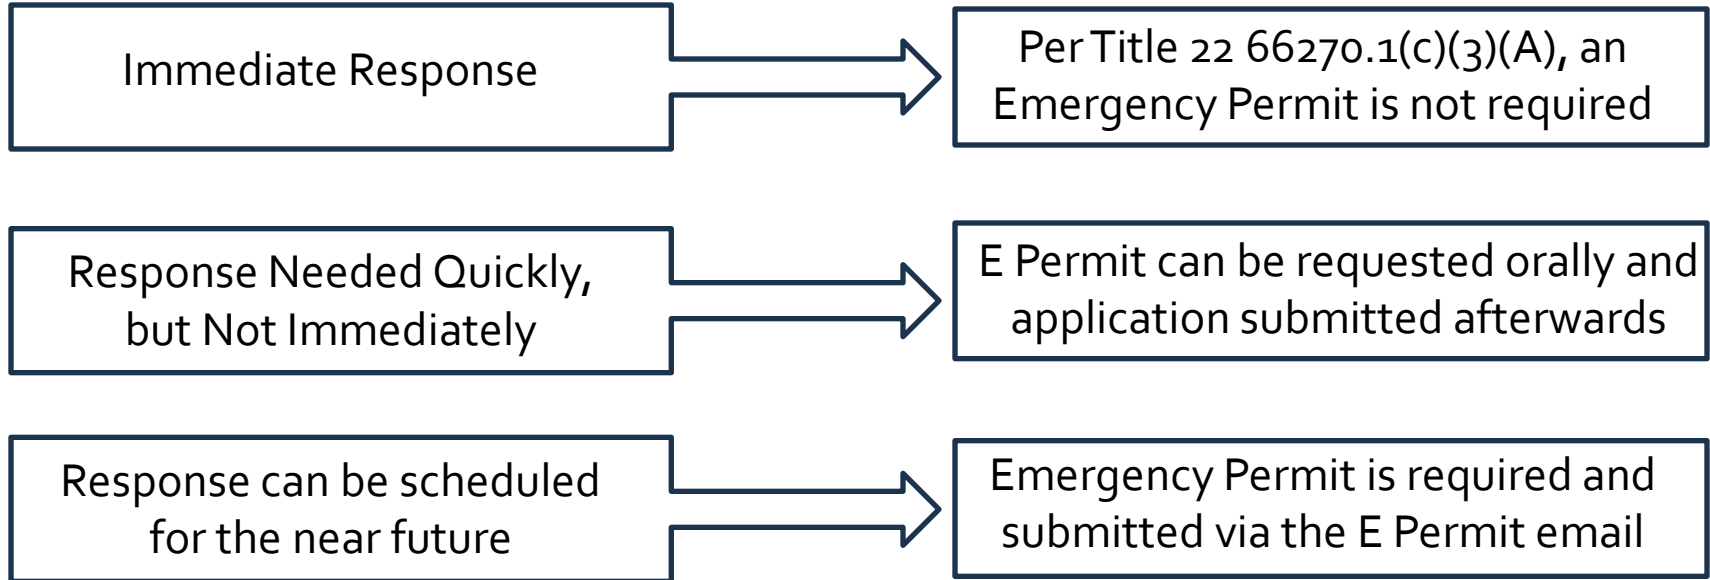 Immediate Response
Per Title 22 66270.1(c)(3)(A), an
Emergency Permit is not required
Response Needed Quickly,
but Not Immediately
E Permit can be requested orally and
application submitted afterwards
Response can be scheduled
for the near future
Emergency Permit is required and
submitted via the E Permit email